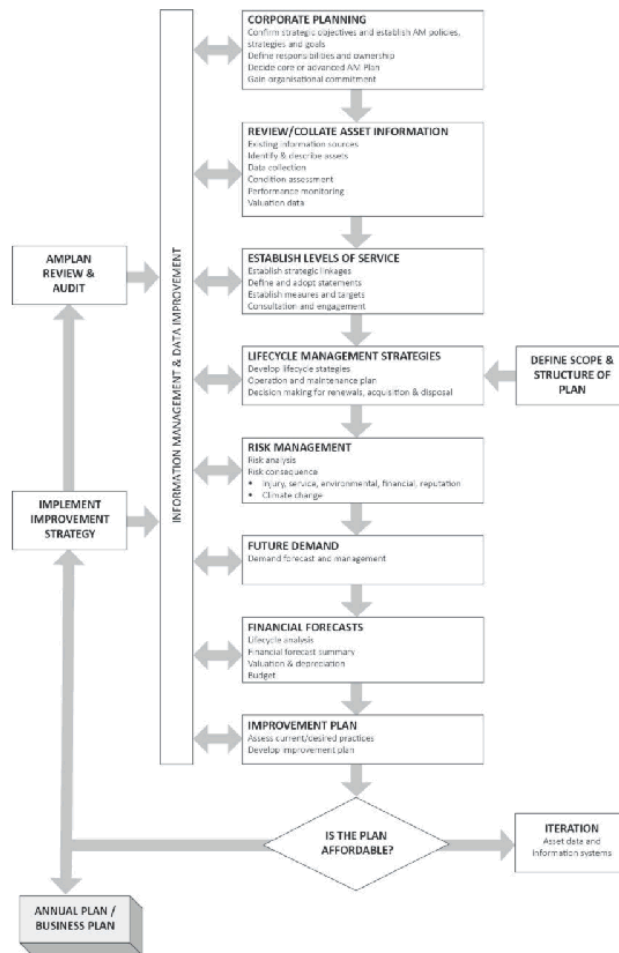 CORPORATE PLANNING
Confirm strategic objectives and establish AM policies,
strategies and goals
Define responsibilities and ownership
Decide core or advanced AM Plan
Gain organisational commitment
REVIEW/COLLATE ASSET INFORMATION
Existing information sources
Identify & describe assets
Data collection
Condition assessment
Performance monitoring
Valuation data
AMPLAN
REVIEW &
AUDIT
INFORMATION MANAGEMENT & DATA IMPROVEMENT
ESTABLISH LEVELS OF SERVICE
Establish strategic linkages
Define and adopt statements
Establish measures and targets
Consultation and engagement
LIFECYCLE MANAGEMENT STRATEGIES
Develop lifecycle stategies
Operation and maintenance plan
Decision making for renewals, acquisition & disposal
DEFINE SCOPE &
STRUCTURE OF
PLAN
RISK MANAGEMENT
Risk analysis
Risk consequence
• Injury, service, environmental, financial, reputation
• Climate change
IMPLEMENT
IMPROVEMENT
STRATEGY
FUTURE DEMAND
Demand forecast and management
FINANCIAL FORECASTS
Lifecycle analysis
Financial forecast summary
Valuation & depreciation
Budget
IMPROVEMENT PLAN
Assess current/desired practices
Develop improvement plan
IS THE PLAN
AFFORDABLE?
ITERATION
Asset data and
information systems
ANNUAL PLAN /
BUSINESS PLAN